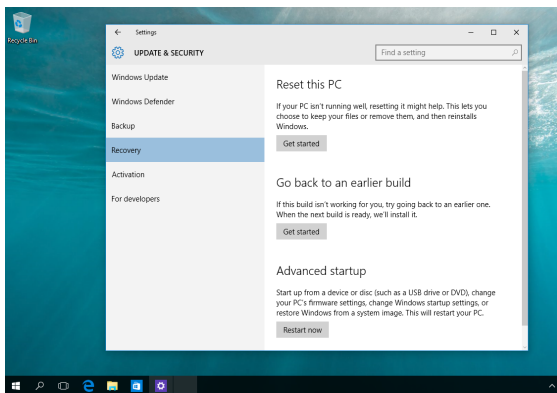 Recycle Bin
Settings
UPDATE & SECURITY
Find a setting
Windows Update
Windows Defender
Backup
Recovery
Activation
For developers
Reset this PC
If your PC isn't running well, resetting it might help. This lets you
choose to keep your files or remove them, and then reinstalls
Windows.
Get started
Go back to an earlier build
If this build isn't working for you, try going back to an earlier one.
When the next build is ready, we'll install it.
Get started
Advanced startup
Start up from a device or disc (such as a USB drive or DVD), change
your PC's firmware settings, change Windows startup settings, or
restore Windows from a system image. This will restart your PC.
Restart now